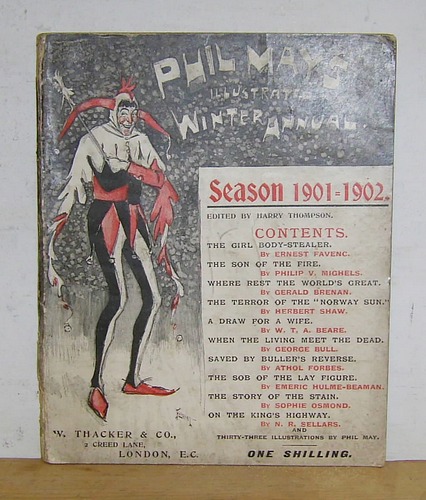 PHIL MAY'S
ILLUSTRATED
WINTER ANNUAL.
Season 1901-1902.
EDITED BY HARRY THOMPSON.
CONTENTS.
THE GIRL BODY-STEALER.
By ERNEST FAVENC.
THE SON OF THE FIRE.
By PHILIP V. MIGHELS.
WHERE REST THE WORLD'S GREAT.
By GERALD BRENAN.
THE TERROR OF THE "NORWAY SUN."
By HERBERT SHAW.
A DRAW FOR A WIFE.
By W. T. A. BEARE.
WHEN THE LIVING MEET THE DEAD.
By GEORGE BULL.
SAVED BY BULLER'S REVERSE.
By ATHOL FORBES.
THE SOB OF THE LAY FIGURE.
By EMERIC HULME-BEAMAN.
THE STORY OF THE STAIN.
By SOPHIE OSMOND.
ON THE KING'S HIGHWAY.
By N. R. SELLARS.
AND
THIRTY-THREE ILLUSTRATIONS BY PHIL MAY.
ONE SHILLING.
W. THACKER & CO.,
2 CREED LANE,
LONDON, E.C.